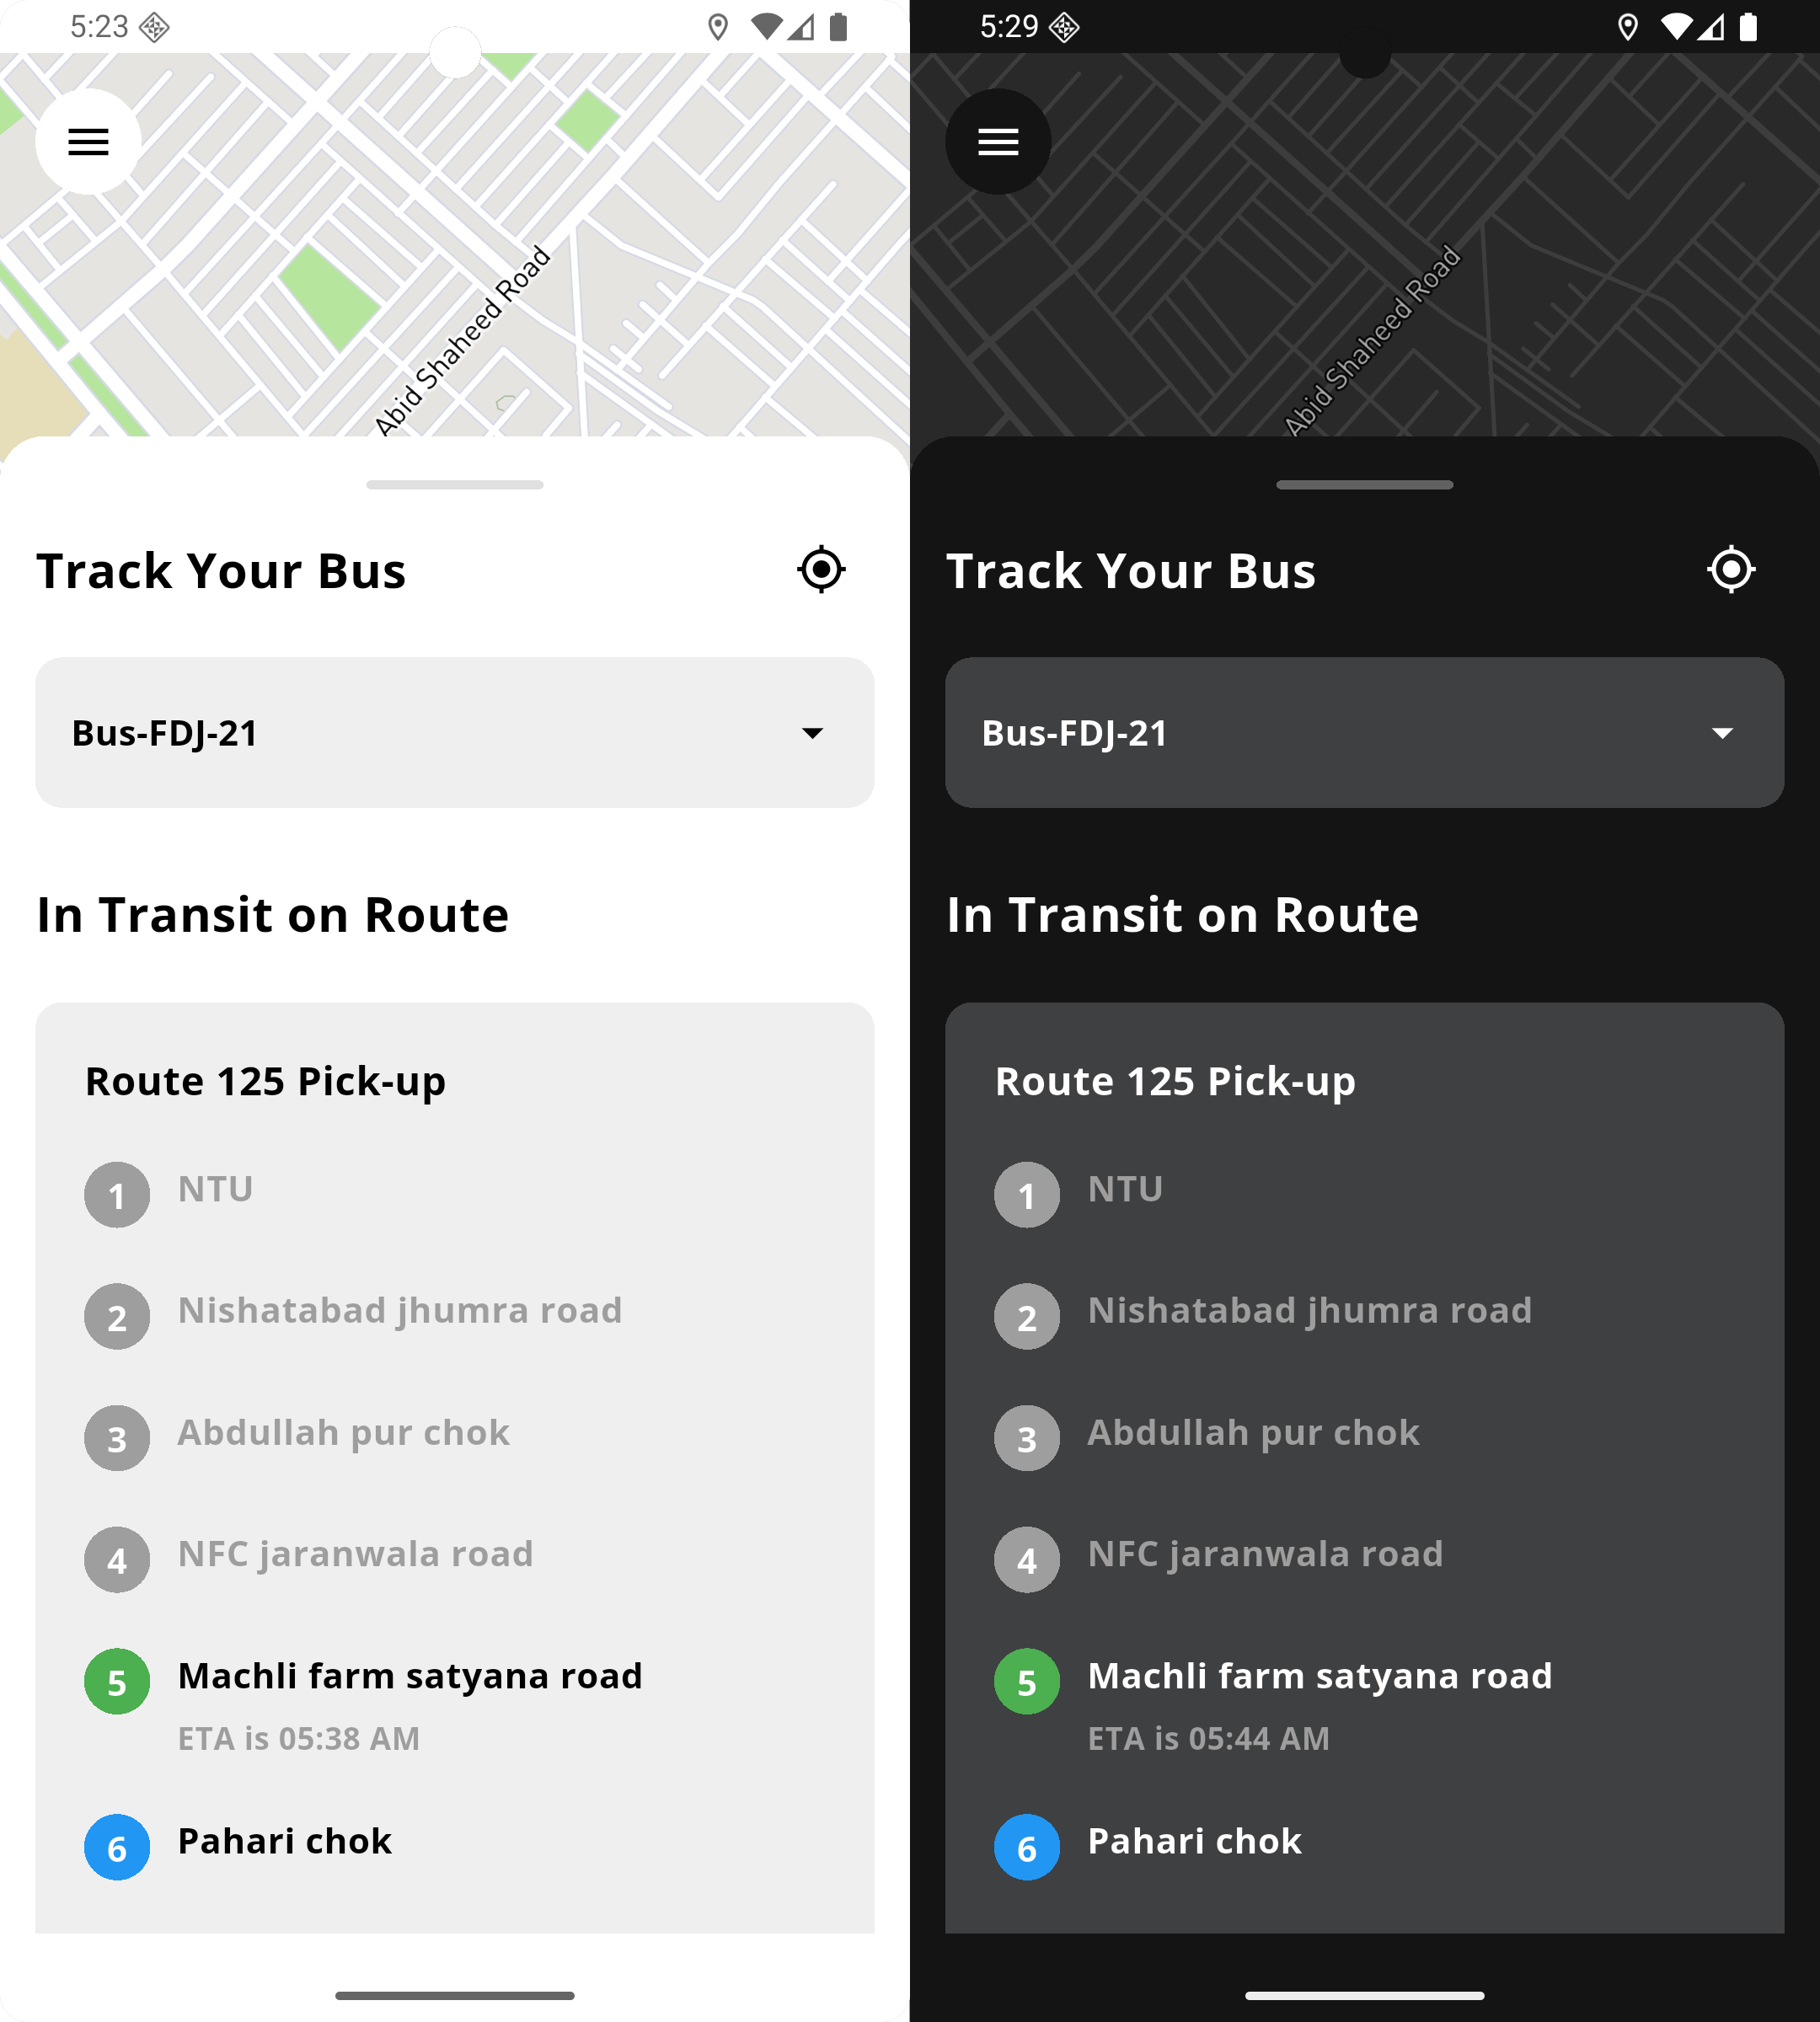 5:23
Abid Shaheed Road
Track Your Bus
Bus-FDJ-21
In Transit on Route
Route 125 Pick-up
1 NTU
2 Nishatabad jhumra road
3 Abdullah pur chok
4 NFC jaranwala road
5 Machli farm satyana road
ETA is 05:38 AM
6 Pahari chok
5:29
Abid Shaheed Road
Track Your Bus
Bus-FDJ-21
In Transit on Route
Route 125 Pick-up
1 NTU
2 Nishatabad jhumra road
3 Abdullah pur chok
4 NFC jaranwala road
5 Machli farm satyana road
ETA is 05:44 AM
6 Pahari chok